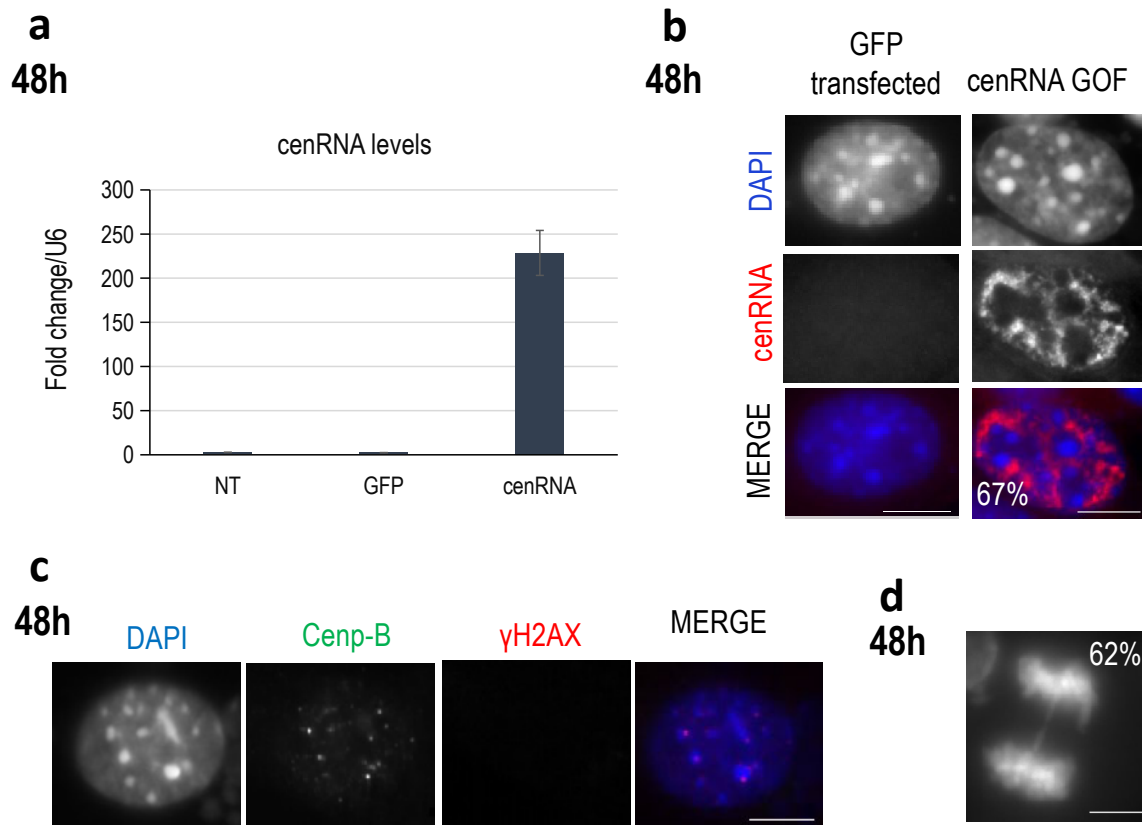 a
48h
cenRNA levels
Fold change/U6
300
250
200
150
100
50
0
NT GFP cenRNA
b
48h
GFP
transfected
cenRNA GOF
DAPI
cenRNA
MERGE
67%
c
48h
DAPI Cenp-B γH2AX MERGE
d
48h
62%